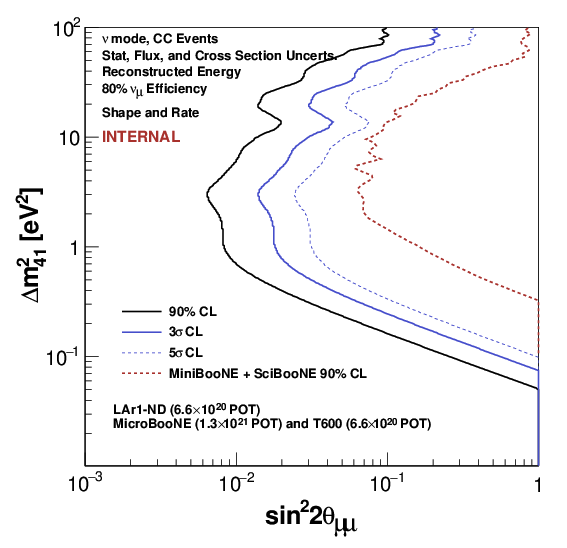 10²
ν mode, CC Events
Stat, Flux, and Cross Section Uncerts.
Reconstructed Energy
80% νμ Efficiency
Shape and Rate
INTERNAL
10
Δm²₄₁ [eV²]
1
90% CL
3σ CL
5σ CL
MiniBooNE + SciBooNE 90% CL
10⁻¹
LAr1-ND (6.6×10²⁰ POT)
MicroBooNE (1.3×10²¹ POT) and T600 (6.6×10²⁰ POT)
10⁻³ 10⁻² 10⁻¹ 1
sin²2θμμ